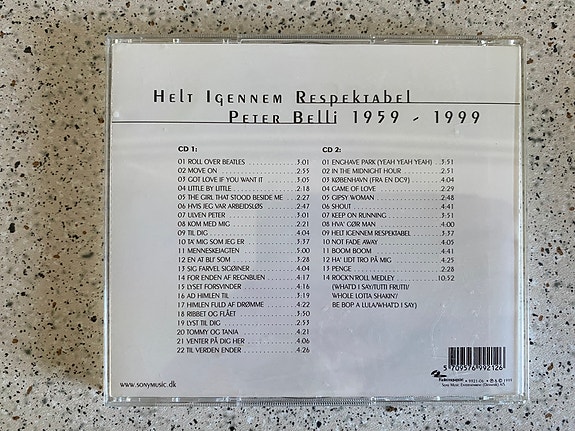 HELT IGENNEM RESPEKTABEL
PETER BELLI 1959 - 1999
CD 1:
01 ROLL OVER BEATLES 3:01
02 MOVE ON 2:55
03 GOT LOVE IF YOU WANT IT 3:05
04 LITTLE BY LITTLE 2:18
05 THE GIRL THAT STOOD BESIDE ME 2:27
06 HVIS JEG VAR ARBEIDSLØS 2:47
07 ULVEN PETER 3:01
08 KOM MED MIG 2:21
09 TIL DIG 4:04
10 TA' MIG SOM JEG ER 3:37
11 MENNESKEJAGTEN 5:00
12 EN AT BLI' SOM 3:28
13 SIG FARVEL SIGØJNER 4:04
14 FOR ENDEN AF REGNBUEN 4:17
15 LYSET FORSVINDER 4:16
16 AD HIMLEN TIL 3:19
17 HIMLEN FULD AF DRØMME 4:22
18 RIBBET OG FLÅET 3:50
19 LYST TIL DIG 2:53
20 TOMMY OG TANIA 4:21
21 VENTER PÅ DIG HER 4:06
22 TIL VERDEN ENDER 4:26
CD 2:
01 ENGHAVE PARK (YEAH YEAH YEAH) 3:51
02 IN THE MIDNIGHT HOUR 2:51
03 KØBENHAVN (FRA EN DC9) 4:04
04 GAME OF LOVE 2:29
05 GIPSY WOMAN 2:48
06 SHOUT 4:41
07 KEEP ON RUNNING 3:51
08 HVA' GØR MAN 4:00
09 HELT IGENNEM RESPEKTABEL 3:37
10 NOT FADE AWAY 4:05
11 BOOM BOOM 4:41
12 HA' LIDT TRO PÅ MIG 4:25
13 PENGE 2:28
14 ROCK'N'ROLL MEDLEY 10:52
(WHAT'D I SAY/TUTTI FRUTTI/
WHOLE LOTTA SHAKIN'/
BE BOP A LULA/WHAT'D I SAY)
www.sonymusic.dk
5 709576 992126